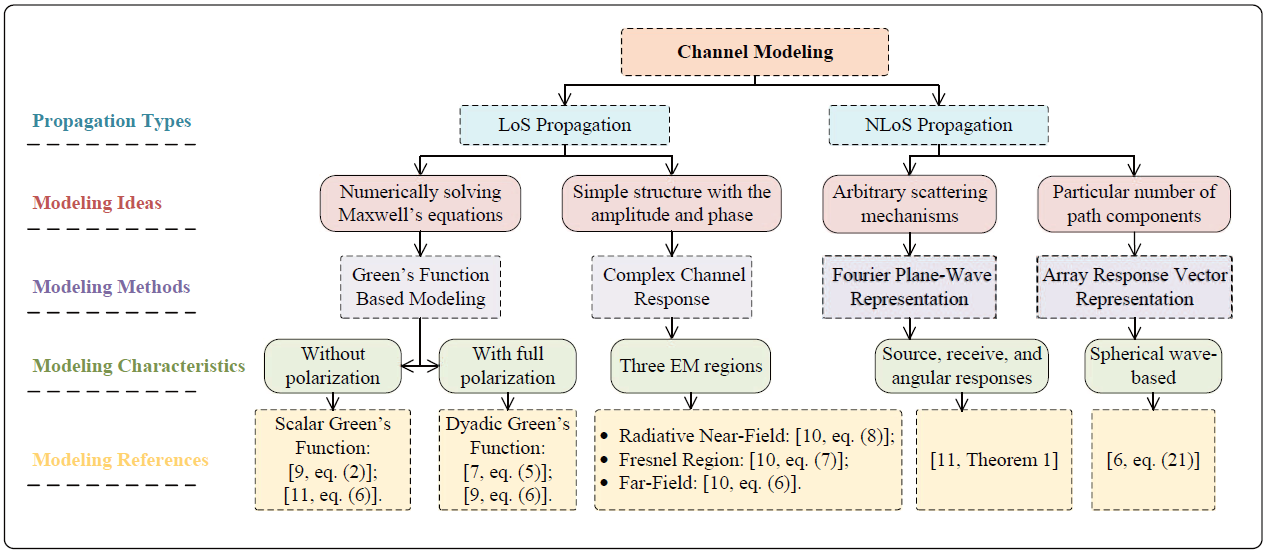 Channel Modeling
Propagation Types
LoS Propagation
NLoS Propagation
Modeling Ideas
Numerically solving
Maxwell's equations
Simple structure with the
amplitude and phase
Arbitrary scattering
mechanisms
Particular number of
path components
Modeling Methods
Green's Function
Based Modeling
Complex Channel
Response
Fourier Plane-Wave
Representation
Array Response Vector
Representation
Modeling Characteristics
Without
polarization
With full
polarization
Three EM regions
Source, receive, and
angular responses
Spherical wave-
based
Modeling References
Scalar Green's
Function:
[9, eq. (2)];
[11, eq. (6)].
Dyadic Green's
Function:
[7, eq. (5)];
[9, eq. (6)].
• Radiative Near-Field: [10, eq. (8)];
• Fresnel Region: [10, eq. (7)];
• Far-Field: [10, eq. (6)].
[11, Theorem 1]
[6, eq. (21)]